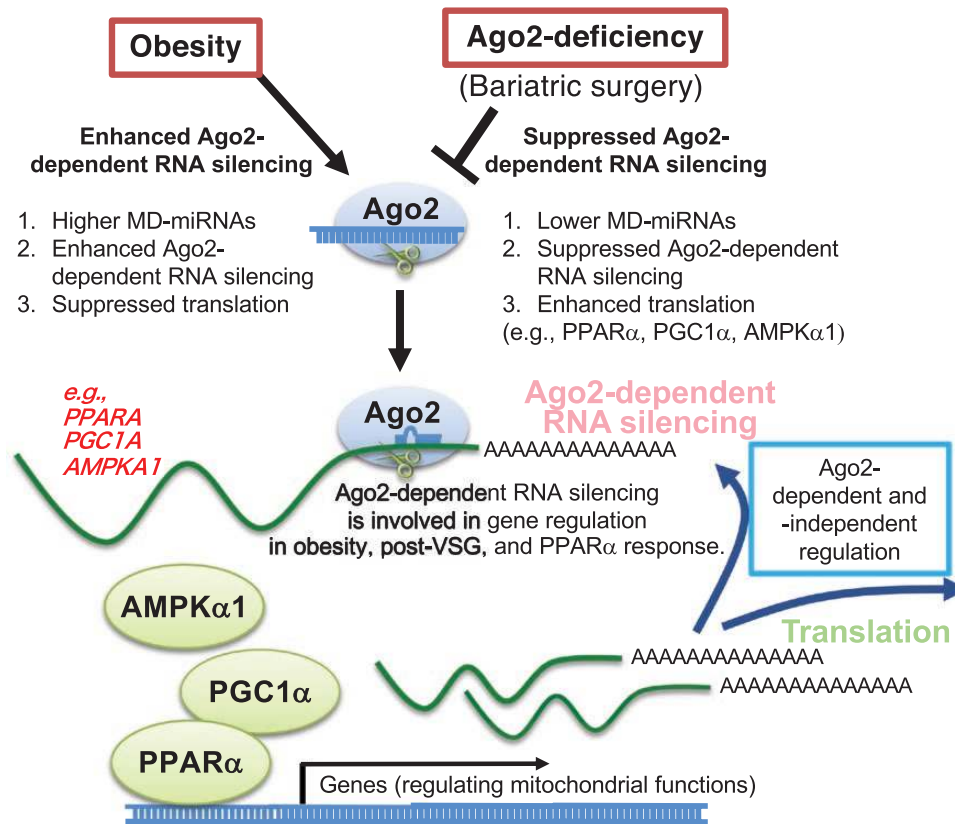 Obesity
Ago2-deficiency
(Bariatric surgery)
Enhanced Ago2-
dependent RNA silencing
Suppressed Ago2-
dependent RNA silencing
1. Higher MD-miRNAs
2. Enhanced Ago2-
dependent RNA silencing
3. Suppressed translation
Ago2
1. Lower MD-miRNAs
2. Suppressed Ago2-dependent
RNA silencing
3. Enhanced translation
(e.g., PPARα, PGC1α, AMPKα1)
e.g.,
PPARA
PGC1A
AMPKA1
Ago2
Ago2-dependent
RNA silencing
AAAAAAAAAAAAAA
Ago2-dependent RNA silencing
is involved in gene regulation
in obesity, post-VSG, and PPARα response.
Ago2-
dependent and
-independent
regulation
AMPKα1
Translation
PGC1α
AAAAAAAAAAAAAA
AAAAAAAAAAAAAA
PPARα
Genes (regulating mitochondrial functions)